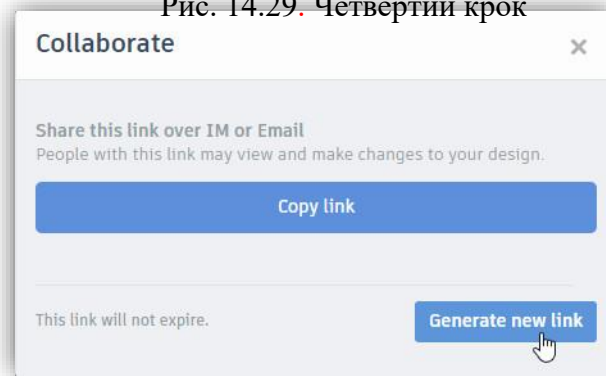 Рис. 14.29. Четвертий крок
Collaborate ×
Share this link over IM or Email
People with this link may view and make changes to your design.
Copy link
This link will not expire.
Generate new link